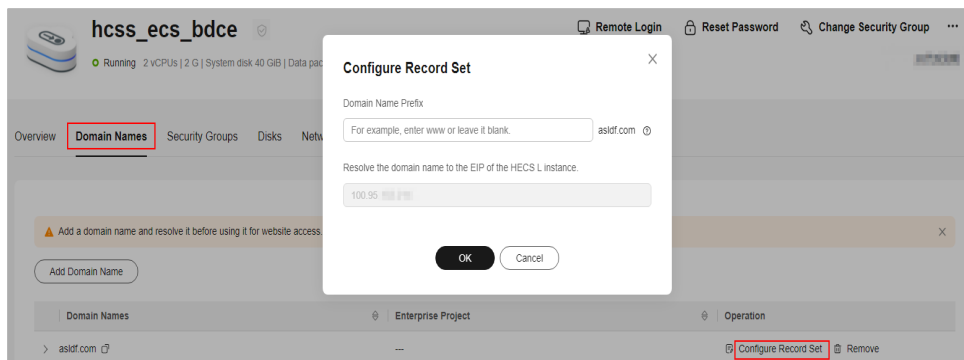 hcss_ecs_bdce
Remote Login
Reset Password
Change Security Group
Running 2 vCPUs | 2 G | System disk 40 GiB | Data pac
Configure Record Set
Domain Name Prefix
For example, enter www or leave it blank.
asldf.com
Resolve the domain name to the EIP of the HECS L instance.
100.95
OK
Cancel
Overview
Domain Names
Security Groups
Disks
Netw
Add a domain name and resolve it before using it for website access.
Add Domain Name
Domain Names
Enterprise Project
Operation
asldf.com
---
Configure Record Set
Remove